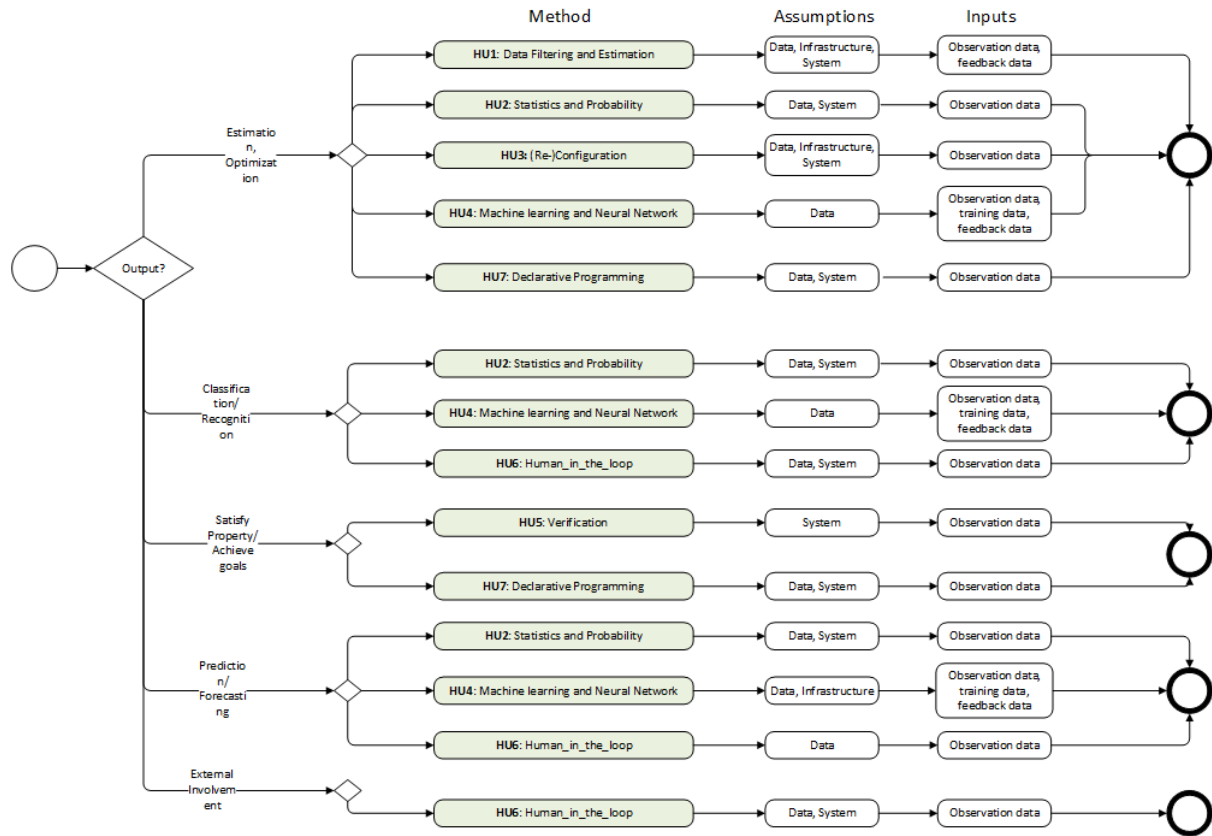 Method
Assumptions
Inputs
HU1: Data Filtering and Estimation
Data, Infrastructure,
System
Observation data,
feedback data
HU2: Statistics and Probability
Data, System
Observation data
Estimatio
n,
Optimizat
ion
HU3: (Re-)Configuration
Data, Infrastructure,
System
Observation data
HU4: Machine learning and Neural Network
Data
Observation data,
training data,
feedback data
Output?
HU7: Declarative Programming
Data, System
Observation data
HU2: Statistics and Probability
Data, System
Observation data
Classifica
tion/
Recogniti
on
HU4: Machine learning and Neural Network
Data
Observation data,
training data,
feedback data
HU6: Human_in_the_loop
Data, System
Observation data
Satisfy
Property/
Achieve
goals
HU5: Verification
System
Observation data
HU7: Declarative Programming
Data, System
Observation data
HU2: Statistics and Probability
Data, System
Observation data
Predictio
n/
Forecasti
ng
HU4: Machine learning and Neural Network
Data, Infrastructure
Observation data,
training data,
feedback data
HU6: Human_in_the_loop
Data
Observation data
External
Involvem
ent
HU6: Human_in_the_loop
Data, System
Observation data